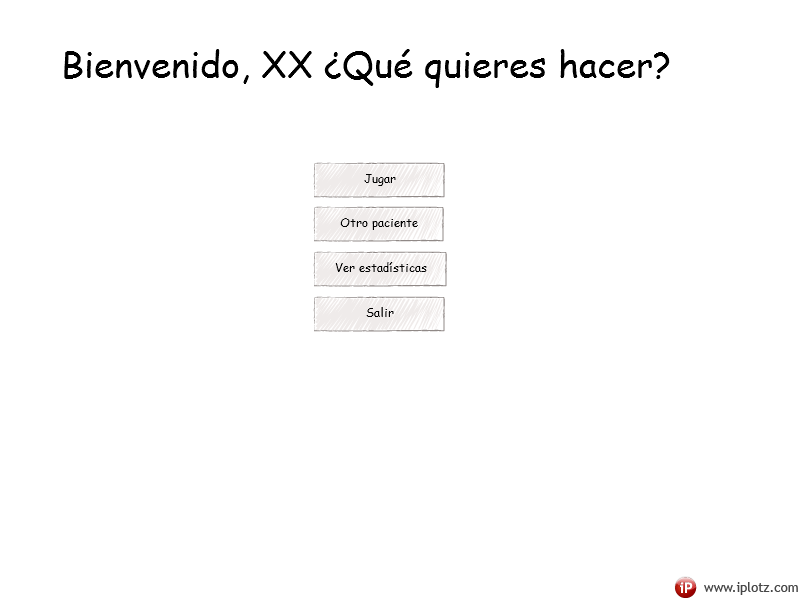 Bienvenido, XX ¿Qué quieres hacer?
Jugar
Otro paciente
Ver estadísticas
Salir
iP www.iplotz.com